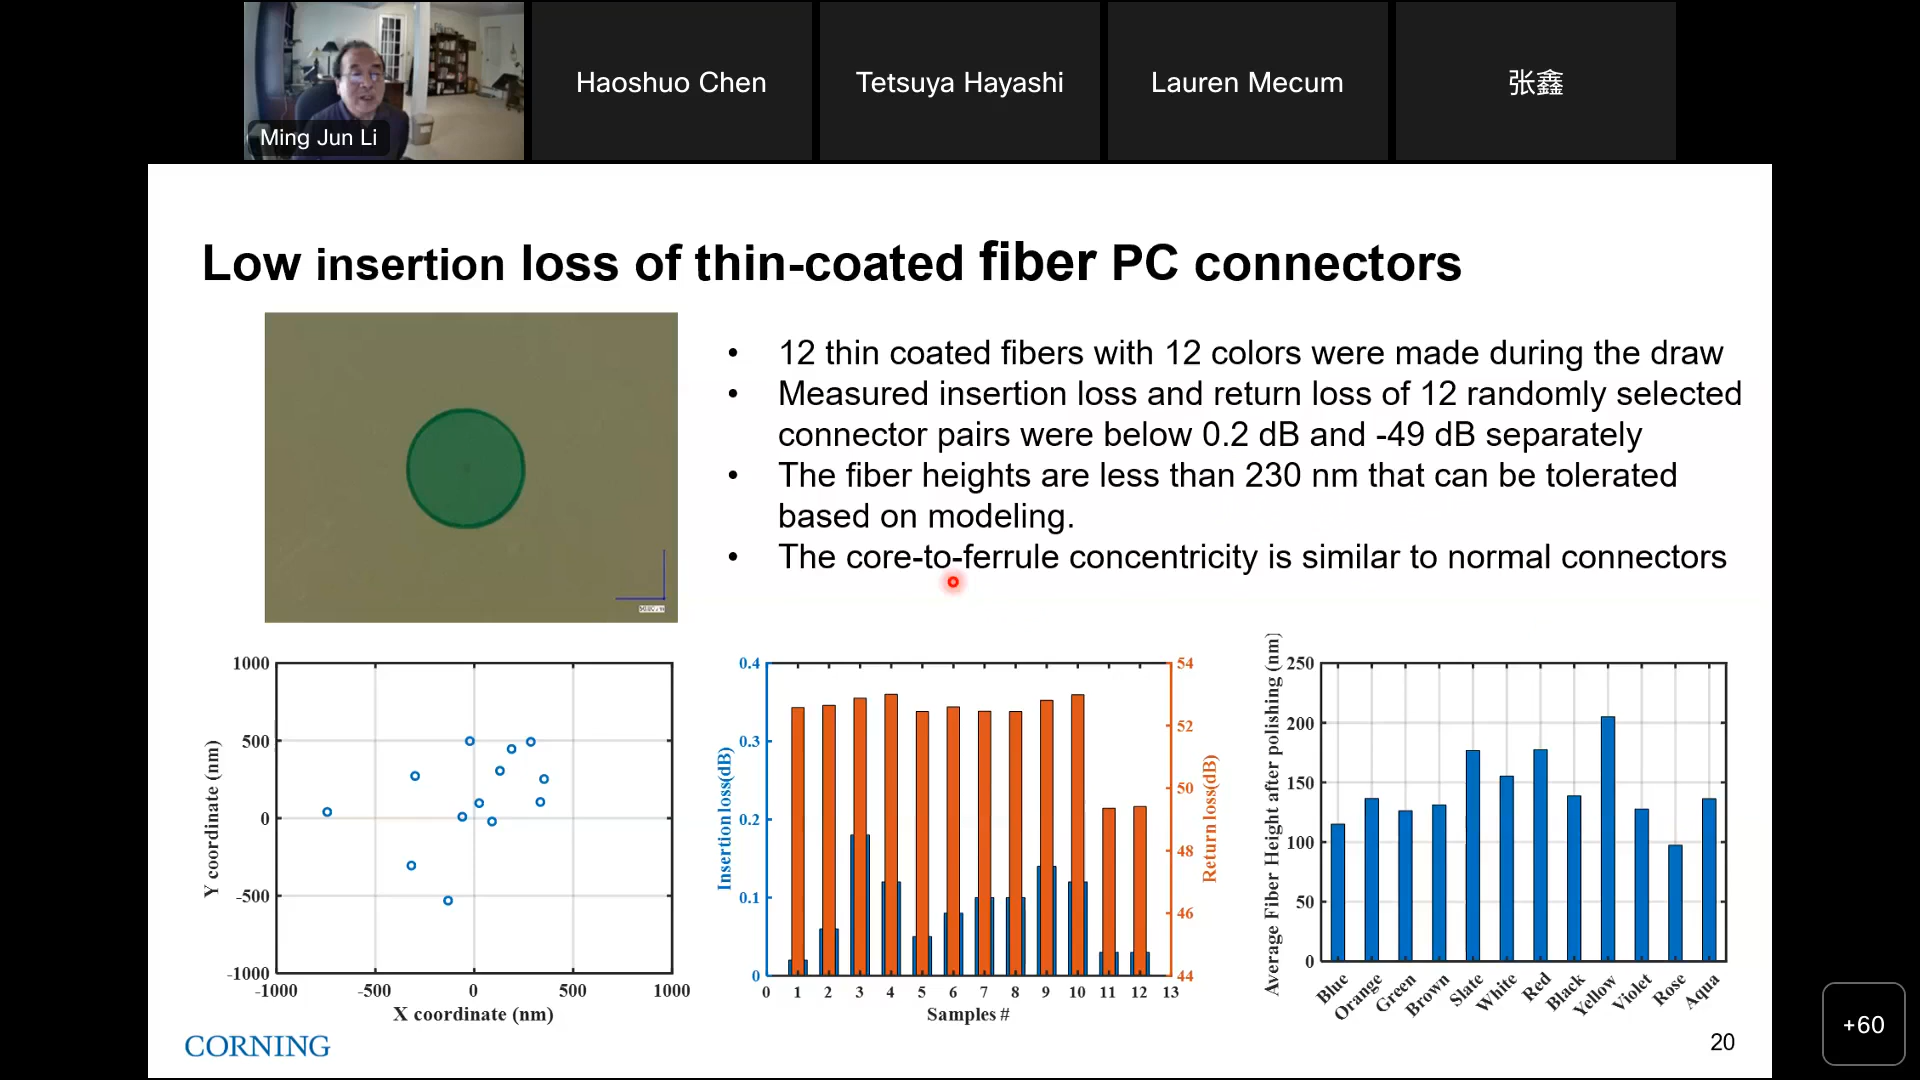 Ming Jun Li
Haoshuo Chen
Tetsuya Hayashi
Lauren Mecum
张鑫
Low insertion loss of thin-coated fiber PC connectors
• 12 thin coated fibers with 12 colors were made during the draw
• Measured insertion loss and return loss of 12 randomly selected
connector pairs were below 0.2 dB and -49 dB separately
• The fiber heights are less than 230 nm that can be tolerated
based on modeling.
• The core-to-ferrule concentricity is similar to normal connectors
1000
500
0
-500
-1000
Y coordinate (nm)
-1000 -500 0 500 1000
X coordinate (nm)
0.4
0.3
0.2
0.1
0
Insertion loss(dB)
54
52
50
48
46
44
Return loss(dB)
0 1 2 3 4 5 6 7 8 9 10 11 12 13
Samples #
250
200
150
100
50
0
Average Fiber Height after polishing (nm)
Blue Orange Green Brown Slate White Red Black Yellow Violet Rose Aqua
CORNING
20
+60